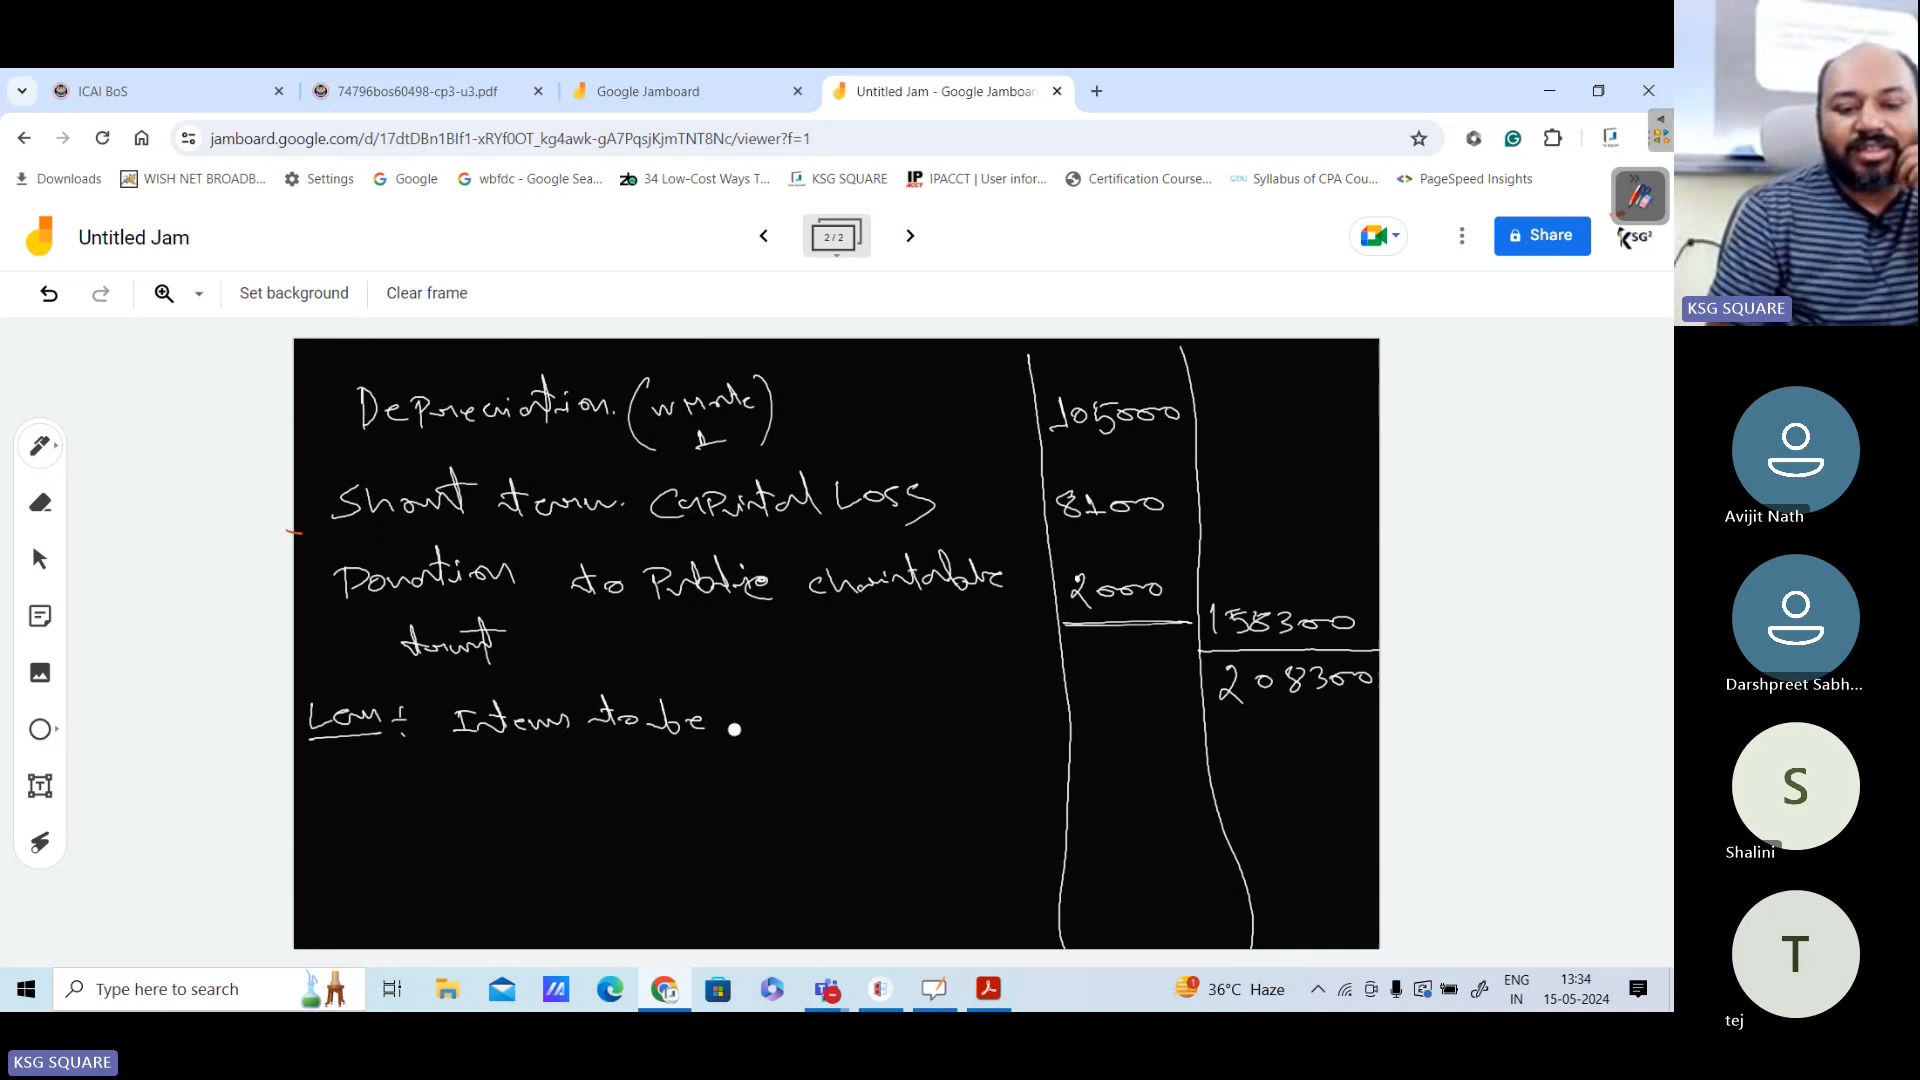 ICAI BoS
74796bos60498-cp3-u3.pdf
Google Jamboard
Untitled Jam - Google Jamboar
jamboard.google.com/d/17dtDBn1BIf1-xRYf0OT_kg4awk-gA7PqsjKjmTNT8Nc/viewer?f=1
Downloads WISH NET BROADB... Settings Google wbfdc - Google Sea... 34 Low-Cost Ways T... KSG SQUARE IPACCT | User infor... Certification Course... Syllabus of CPA Cou... PageSpeed Insights
Untitled Jam
2 / 2
Share
KSG²
Set background
Clear frame
KSG SQUARE
Depreciation. 105000
1
Short term. Capital Loss 8100
Donation to Public charitable 2000
158300
208300
Less: Items to be
Avijit Nath
Darshpreet Sabh...
S
Shalini
T
tej
Type here to search
1
36°C Haze
ENG
IN
13:34
15-05-2024
KSG SQUARE